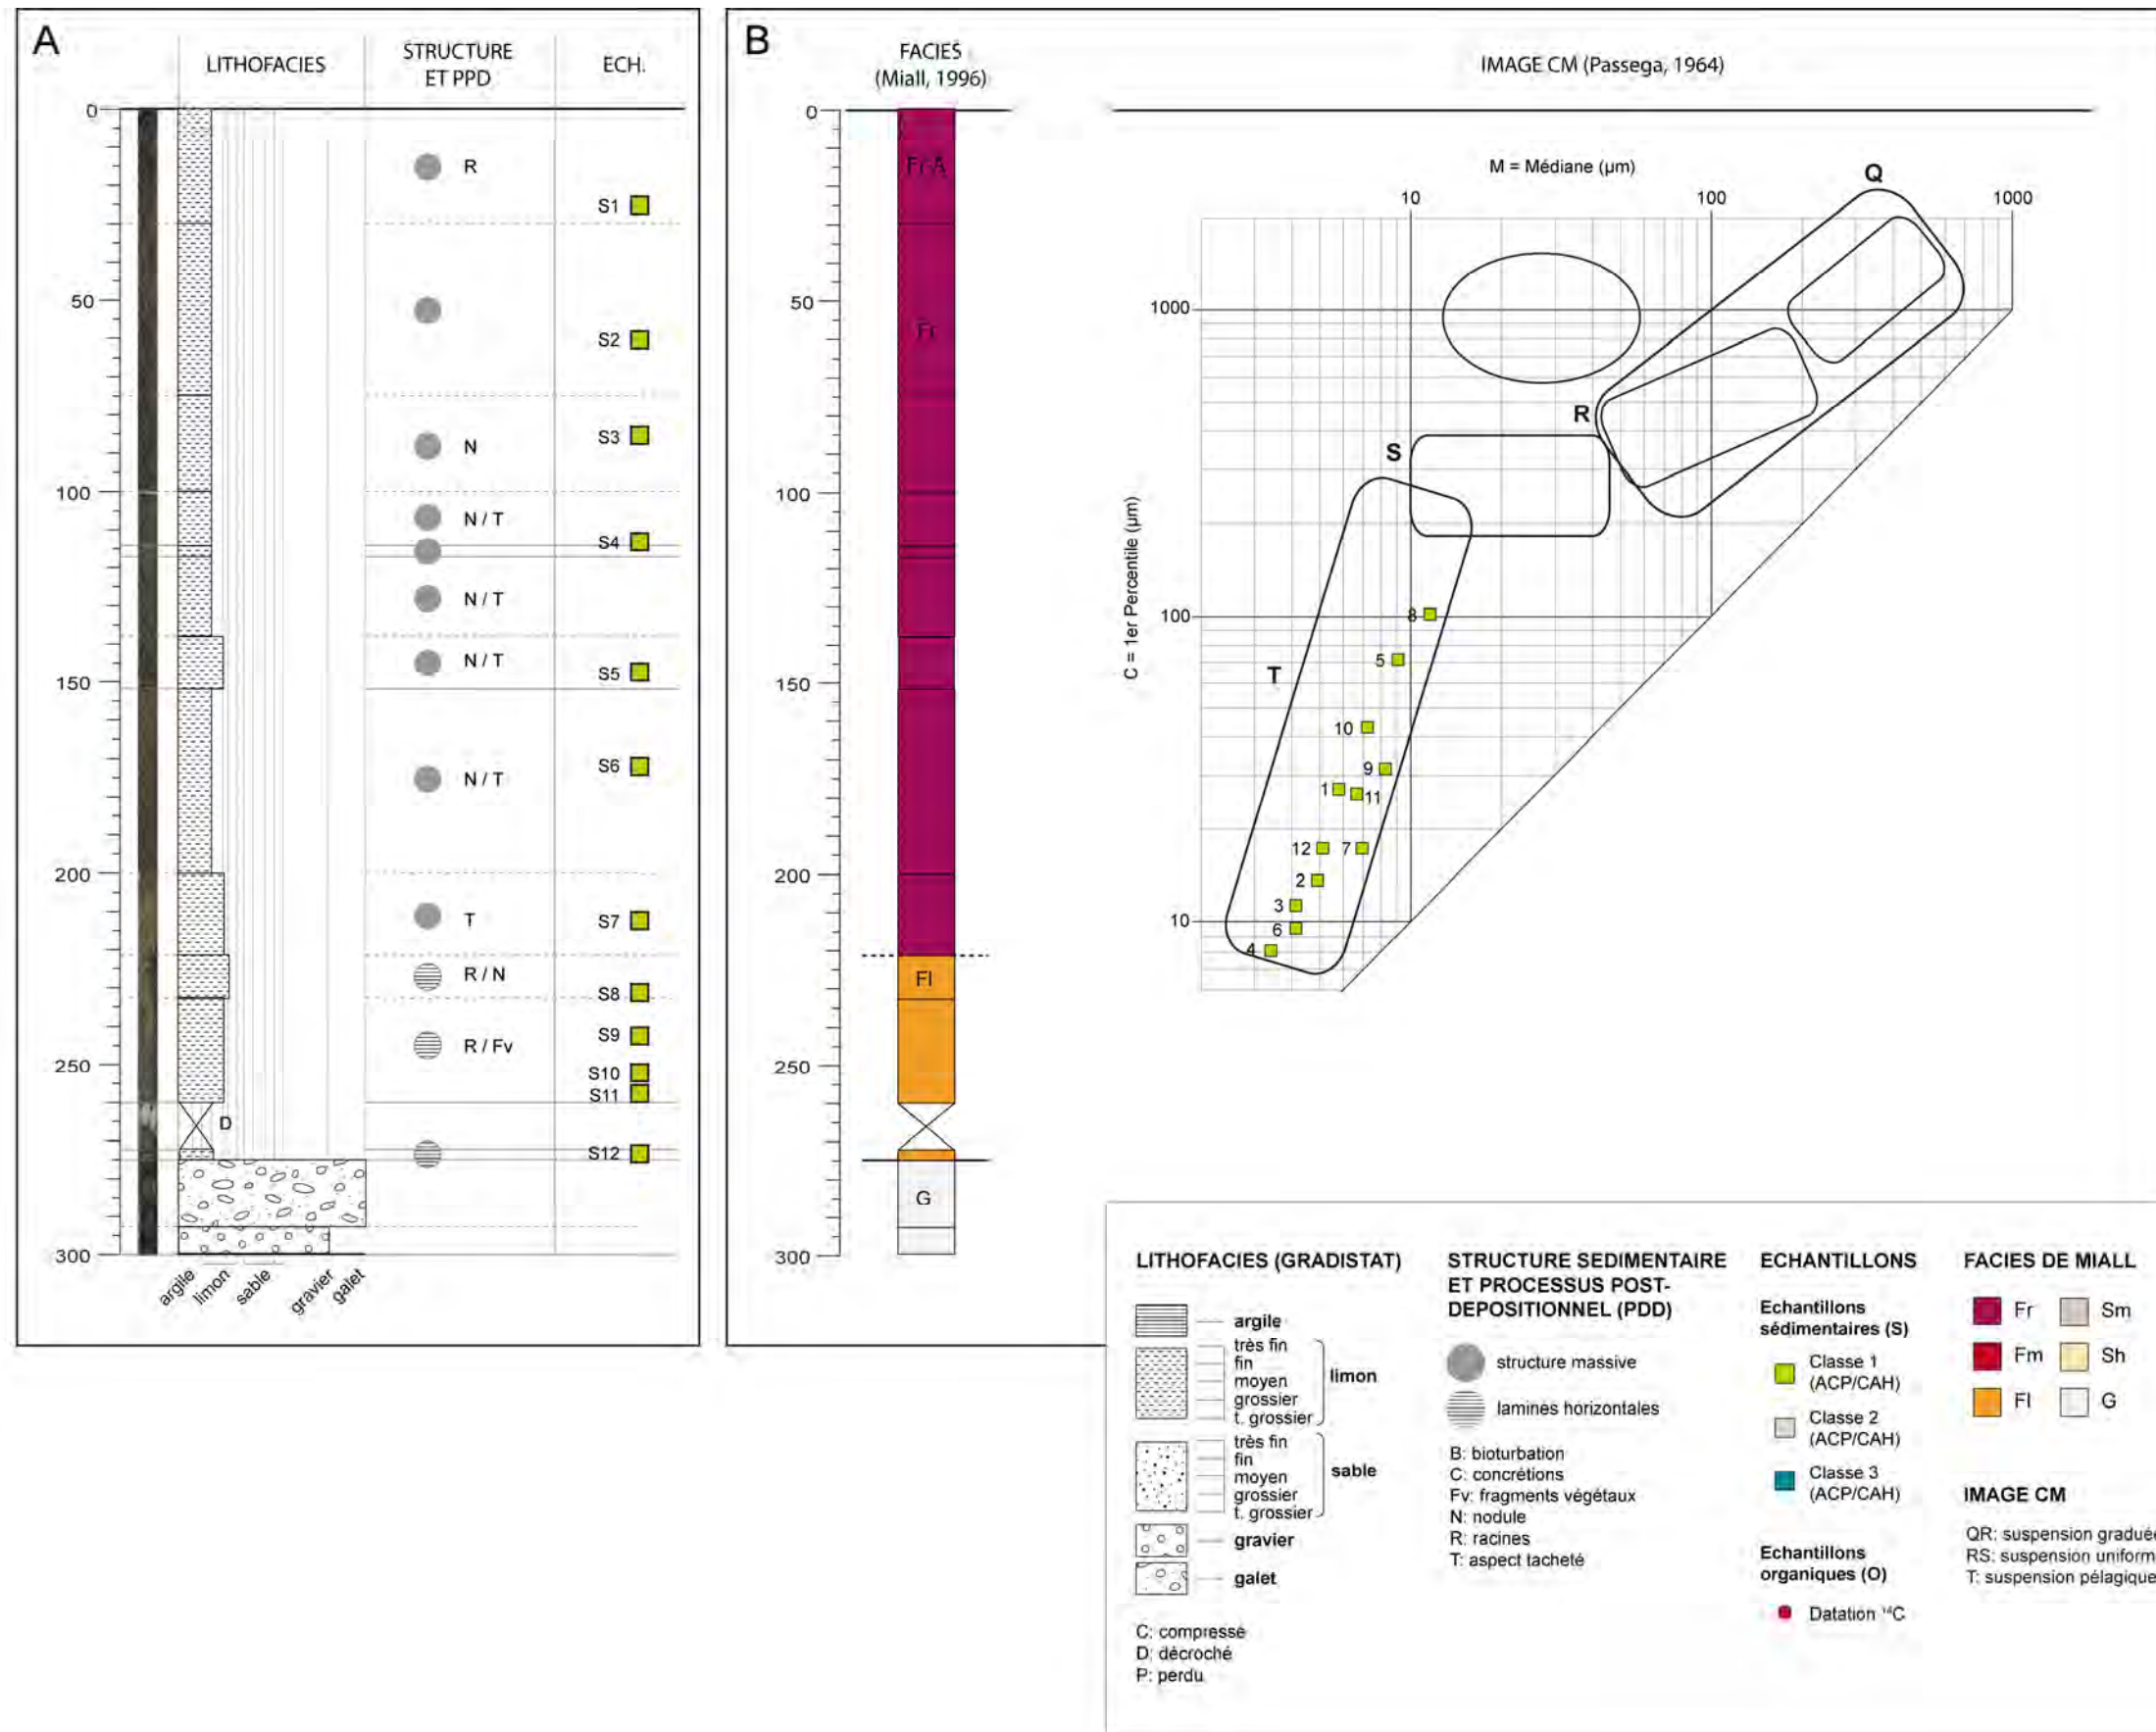 A
LITHOFACIES
STRUCTURE
ET PPD
ECH.
0
50
100
150
200
250
300
R
N
N / T
N / T
N / T
N / T
T
R / N
R / Fv
S1
S2
S3
S4
S5
S6
S7
S8
S9
S10
S11
S12
D
argile
limon
sable
gravier
galet
B
FACIES
(Miall, 1996)
0
50
100
150
200
250
300
Fr-A
Fr
Fl
G
IMAGE CM (Passega, 1964)
M = Médiane (µm)
10
100
1000
C = 1er Percentile (µm)
1000
100
10
Q
R
S
T
8
5
10
9
1
11
12
7
2
3
6
4
LITHOFACIES (GRADISTAT)
argile
très fin
fin
moyen
grossier
t. grossier
limon
très fin
fin
moyen
grossier
t. grossier
sable
gravier
galet
C: compressé
D: décroché
P: perdu
STRUCTURE SEDIMENTAIRE
ET PROCESSUS POST-
DEPOSITIONNEL (PDD)
structure massive
lamines horizontales
B: bioturbation
C: concrétions
Fv: fragments végétaux
N: nodule
R: racines
T: aspect tacheté
ECHANTILLONS
Echantillons
sédimentaires (S)
Classe 1
(ACP/CAH)
Classe 2
(ACP/CAH)
Classe 3
(ACP/CAH)
Echantillons
organiques (O)
Datation ¹⁴C
FACIES DE MIALL
Fr
Sm
Fm
Sh
Fl
G
IMAGE CM
QR: suspension graduée
RS: suspension uniform
T: suspension pélagique